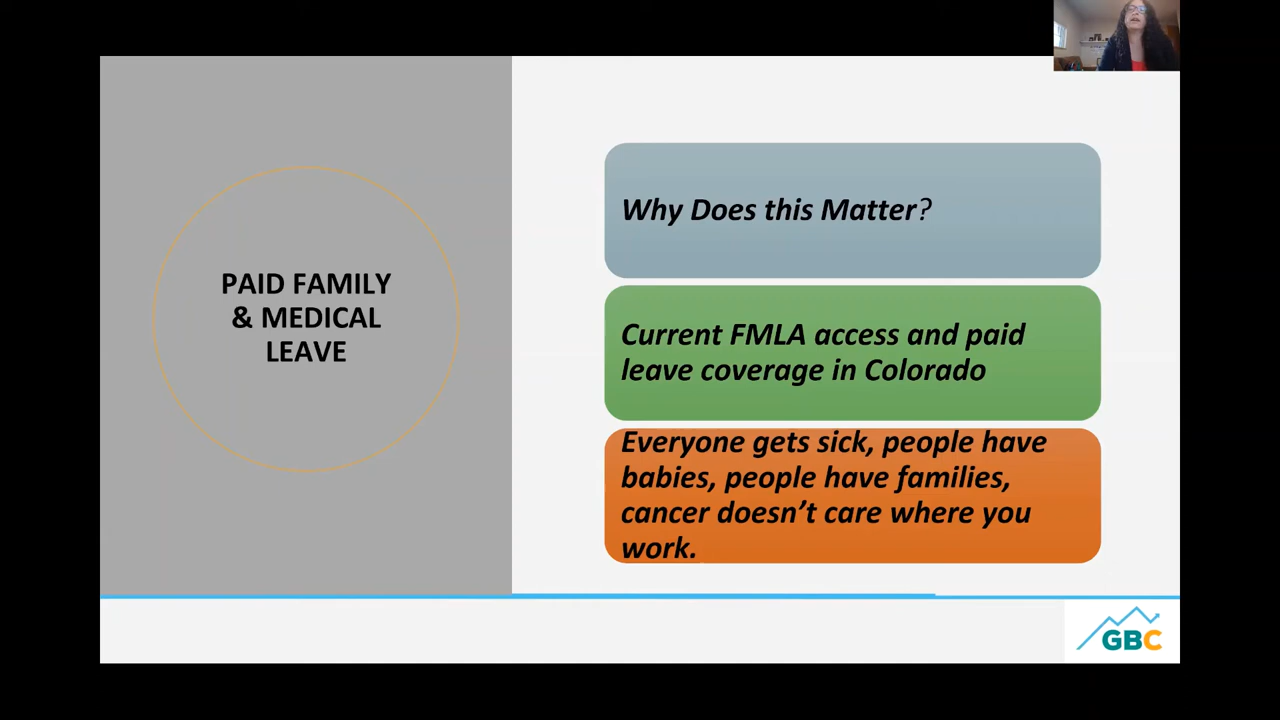 PAID FAMILY
& MEDICAL
LEAVE
Why Does this Matter?
Current FMLA access and paid
leave coverage in Colorado
Everyone gets sick, people have
babies, people have families,
cancer doesn’t care where you
work.
GBC